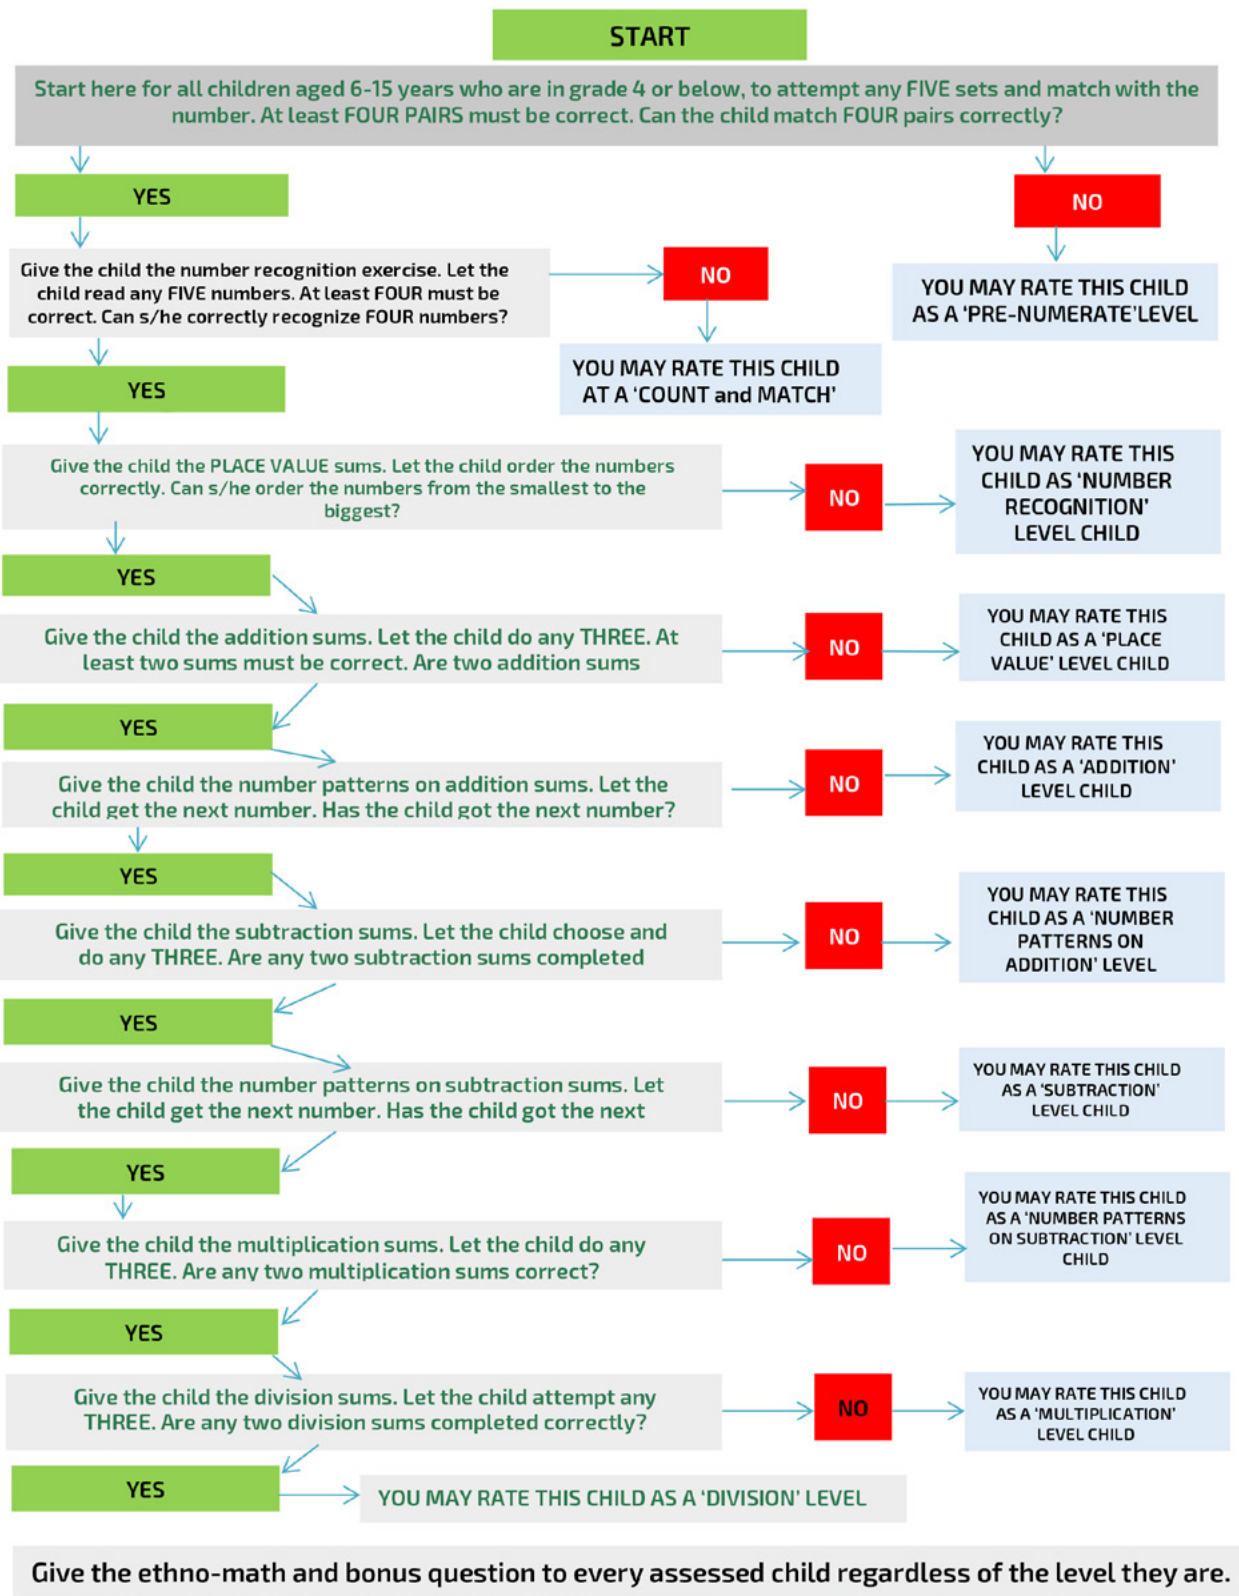 START
Start here for all children aged 6-15 years who are in grade 4 or below, to attempt any FIVE sets and match with the
number. At least FOUR PAIRS must be correct. Can the child match FOUR pairs correctly?
YES
NO
Give the child the number recognition exercise. Let the
child read any FIVE numbers. At least FOUR must be
correct. Can s/he correctly recognize FOUR numbers?
NO
YOU MAY RATE THIS CHILD
AS A ‘PRE-NUMERATE’LEVEL
YOU MAY RATE THIS CHILD
AT A ‘COUNT and MATCH’
YES
Give the child the PLACE VALUE sums. Let the child order the numbers
correctly. Can s/he order the numbers from the smallest to the
biggest?
NO
YOU MAY RATE THIS
CHILD AS ‘NUMBER
RECOGNITION’
LEVEL CHILD
YES
Give the child the addition sums. Let the child do any THREE. At
least two sums must be correct. Are two addition sums
NO
YOU MAY RATE THIS
CHILD AS A ‘PLACE
VALUE’ LEVEL CHILD
YES
Give the child the number patterns on addition sums. Let the
child get the next number. Has the child got the next number?
NO
YOU MAY RATE THIS
CHILD AS A ‘ADDITION’
LEVEL CHILD
YES
Give the child the subtraction sums. Let the child choose and
do any THREE. Are any two subtraction sums completed
NO
YOU MAY RATE THIS
CHILD AS A ‘NUMBER
PATTERNS ON
ADDITION’ LEVEL
YES
Give the child the number patterns on subtraction sums. Let
the child get the next number. Has the child got the next
NO
YOU MAY RATE THIS CHILD
AS A ‘SUBTRACTION’
LEVEL CHILD
YES
Give the child the multiplication sums. Let the child do any
THREE. Are any two multiplication sums correct?
NO
YOU MAY RATE THIS CHILD
AS A ‘NUMBER PATTERNS
ON SUBTRACTION’ LEVEL
CHILD
YES
Give the child the division sums. Let the child attempt any
THREE. Are any two division sums completed correctly?
NO
YOU MAY RATE THIS CHILD
AS A ‘MULTIPLICATION’
LEVEL CHILD
YES
YOU MAY RATE THIS CHILD AS A ‘DIVISION’ LEVEL
Give the ethno-math and bonus question to every assessed child regardless of the level they are.